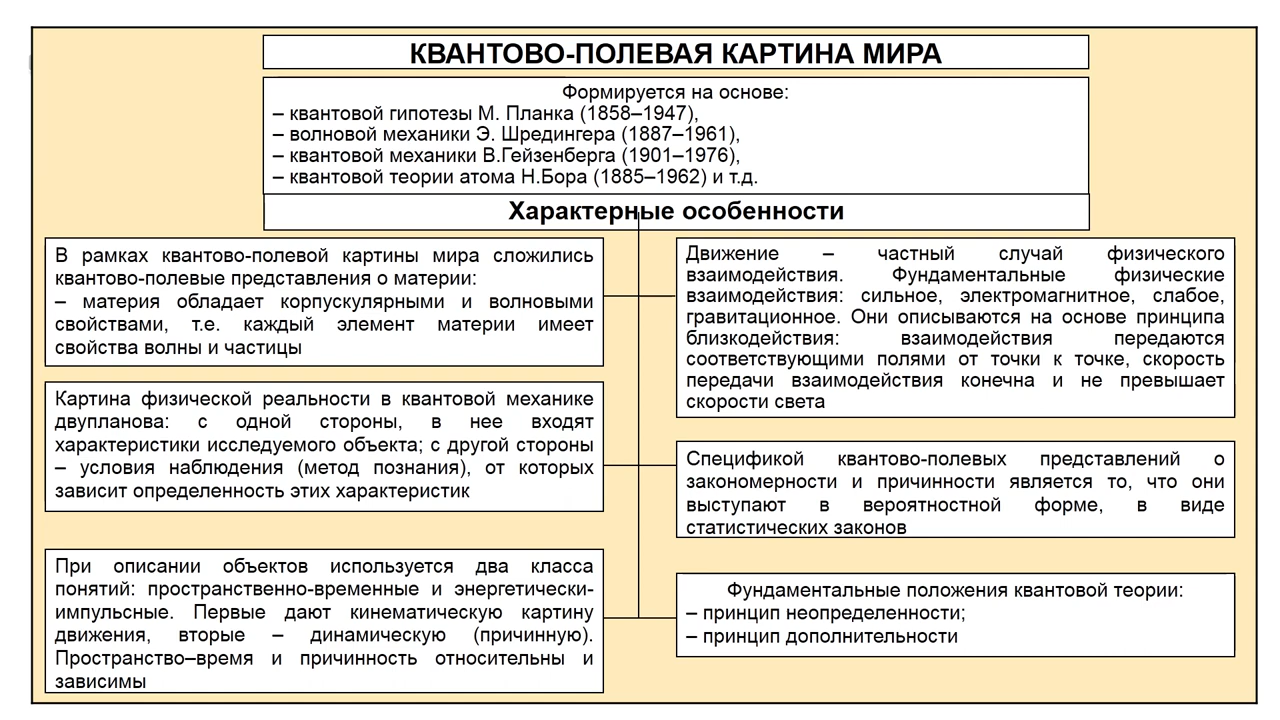 КВАНТОВО-ПОЛЕВАЯ КАРТИНА МИРА
Формируется на основе:
– квантовой гипотезы М. Планка (1858–1947),
– волновой механики Э. Шредингера (1887–1961),
– квантовой механики В.Гейзенберга (1901–1976),
– квантовой теории атома Н.Бора (1885–1962) и т.д.
Характерные особенности
В рамках квантово-полевой картины мира сложились
квантово-полевые представления о материи:
– материя обладает корпускулярными и волновыми
свойствами, т.е. каждый элемент материи имеет
свойства волны и частицы
Картина физической реальности в квантовой механике
двупланова: с одной стороны, в нее входят
характеристики исследуемого объекта; с другой стороны
– условия наблюдения (метод познания), от которых
зависит определенность этих характеристик
При описании объектов используется два класса
понятий: пространственно-временные и энергетически-
импульсные. Первые дают кинематическую картину
движения, вторые – динамическую (причинную).
Пространство–время и причинность относительны и
зависимы
Движение – частный случай физического
взаимодействия. Фундаментальные физические
взаимодействия: сильное, электромагнитное, слабое,
гравитационное. Они описываются на основе принципа
близкодействия: взаимодействия передаются
соответствующими полями от точки к точке, скорость
передачи взаимодействия конечна и не превышает
скорости света
Спецификой квантово-полевых представлений о
закономерности и причинности является то, что они
выступают в вероятностной форме, в виде
статистических законов
Фундаментальные положения квантовой теории:
– принцип неопределенности;
– принцип дополнительности